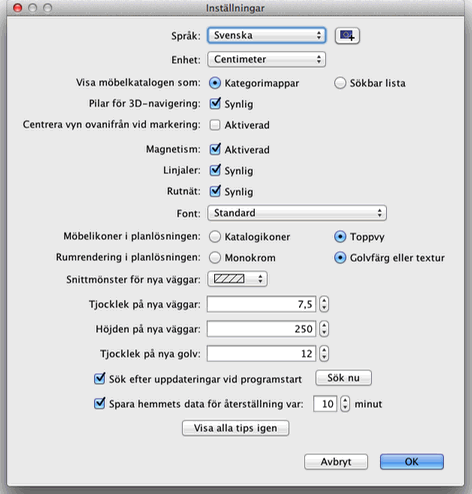 Inställningar
Språk: Svenska
Enhet: Centimeter
Visa möbelkatalogen som: Kategorimappar Sökbar lista
Pilar för 3D-navigering: Synlig
Centrera vyn ovanifrån vid markering: Aktiverad
Magnetism: Aktiverad
Linjaler: Synlig
Rutnät: Synlig
Font: Standard
Möbelikoner i planlösningen: Katalogikoner Toppvy
Rumrendering i planlösningen: Monokrom Golvfärg eller textur
Snittmönster för nya väggar:
Tjocklek på nya väggar: 7,5
Höjden på nya väggar: 250
Tjocklek på nya golv: 12
Sök efter uppdateringar vid programstart Sök nu
Spara hemmets data för återställning var: 10 minut
Visa alla tips igen
Avbryt OK